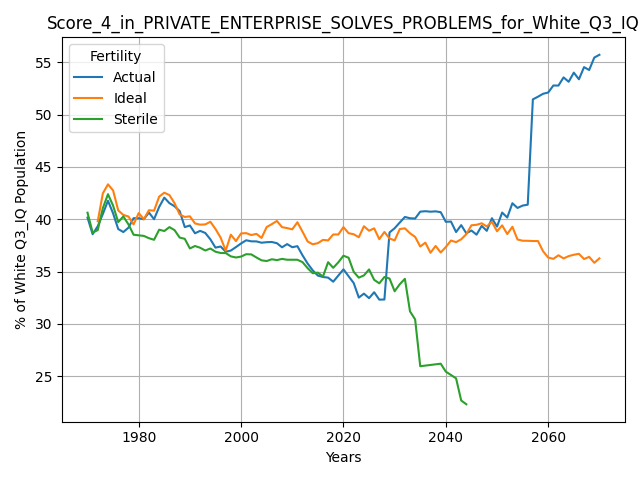 Score_4_in_PRIVATE_ENTERPRISE_SOLVES_PROBLEMS_for_White_Q3_IQ
Fertility
Actual
Ideal
Sterile
% of White Q3_IQ Population
55
50
45
40
35
30
25
1980
2000
2020
2040
2060
Years